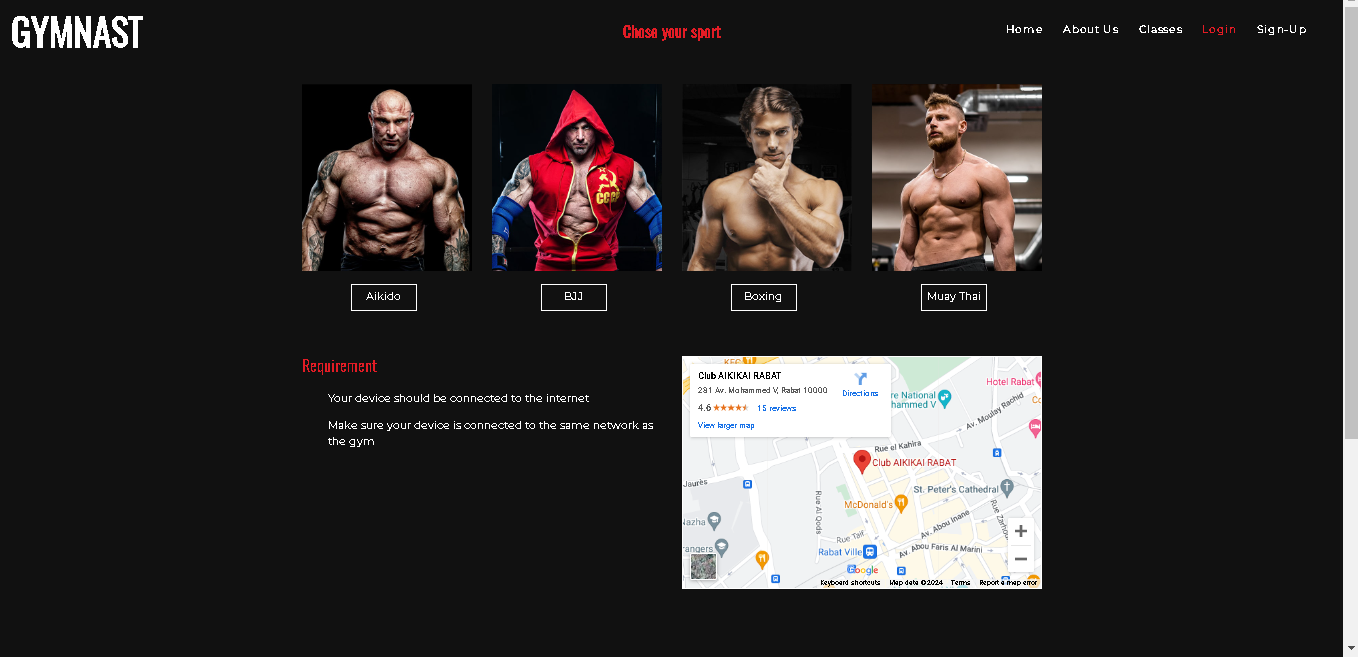 GYMNAST
Chose your sport
Home
About Us
Classes
Login
Sign-Up
CCCP
Aikido
BJJ
Boxing
Muay Thai
Requirement
Your device should be connected to the internet
Make sure your device is connected to the same network as
the gym
KFC
Club AIKIKAI RABAT
281 Av. Mohammed V, Rabat 10000
Directions
4.6
15 reviews
View larger map
Hotel Rabat
re National
hammed V
Av. Moulay Rachid
Rue el Kahira
Club AIKIKAI RABAT
Jaurès
St. Peter's Cathedral
McDonald's
Rue Al Qods
Rue Zarhou
Av. Abou Inane
Nazha
Rue Taif
rangers
Rabat Ville
Av. Abou Faris Al Marini
Google
Keyboard shortcuts
Map data ©2024
Terms
Report a map error